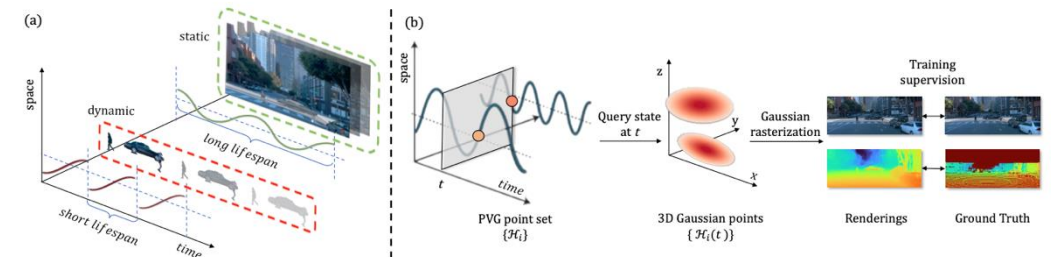 (a)
static
space
dynamic
long lifespan
short lifespan
time
(b)
space
t
time
PVG point set
{ℋᵢ}
Query state
at t
z
y
x
3D Gaussian points
{ ℋᵢ(t)}
Gaussian
rasterization
Training
supervision
Renderings
Ground Truth